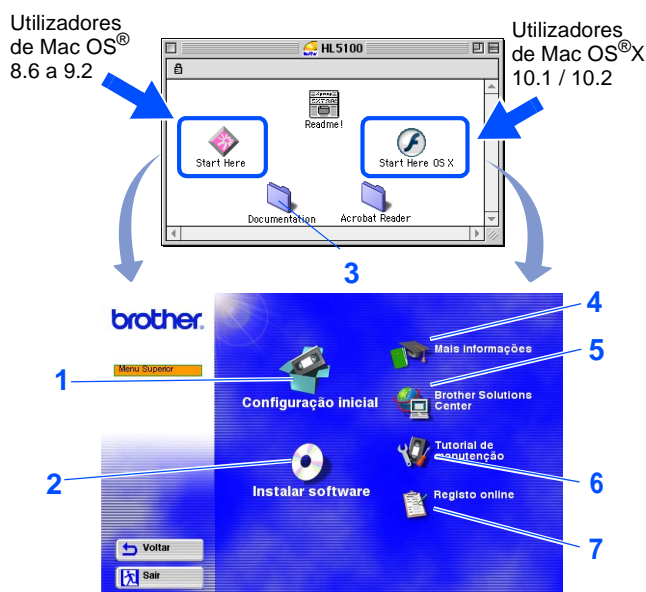 Utilizadores
de Mac OS®
8.6 a 9.2
Utilizadores
de Mac OS®X
10.1 / 10.2
HL5100
Readme!
Start Here
Start Here OS X
Documentation
Acrobat Reader
3
brother.
Menu Superior
1
Configuração inicial
2
Instalar software
4
Mais informações
5
Brother Solutions
Center
Tutorial de
manutenção
6
Registo online
7
Voltar
Sair